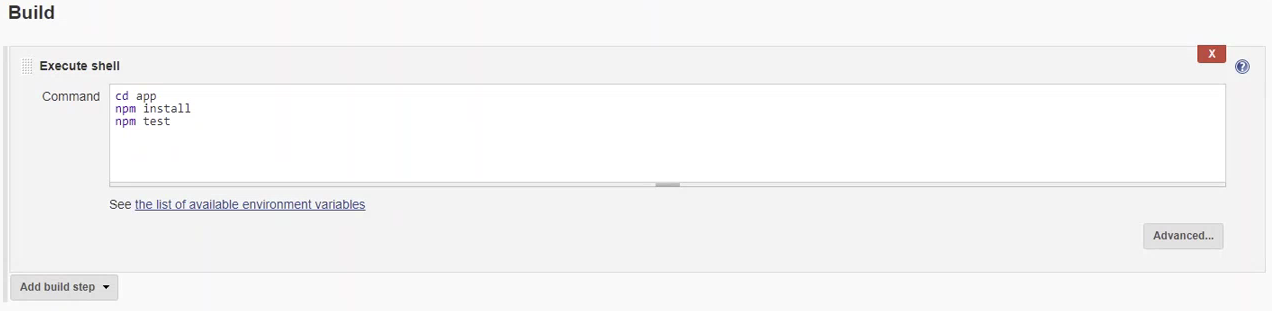 Build
X
Execute shell
?
Command
cd app
npm install
npm test
See the list of available environment variables
Advanced...
Add build step